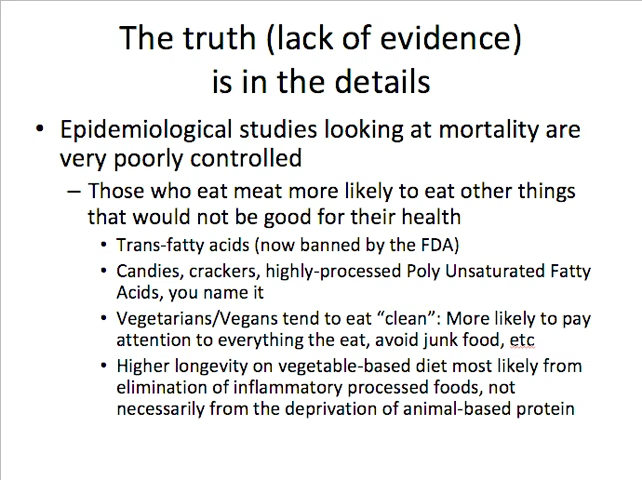 The truth (lack of evidence)
is in the details
• Epidemiological studies looking at mortality are
very poorly controlled
– Those who eat meat more likely to eat other things
that would not be good for their health
• Trans-fatty acids (now banned by the FDA)
• Candies, crackers, highly-processed Poly Unsaturated Fatty
Acids, you name it
• Vegetarians/Vegans tend to eat “clean”: More likely to pay
attention to everything the eat, avoid junk food, etc
• Higher longevity on vegetable-based diet most likely from
elimination of inflammatory processed foods, not
necessarily from the deprivation of animal-based protein